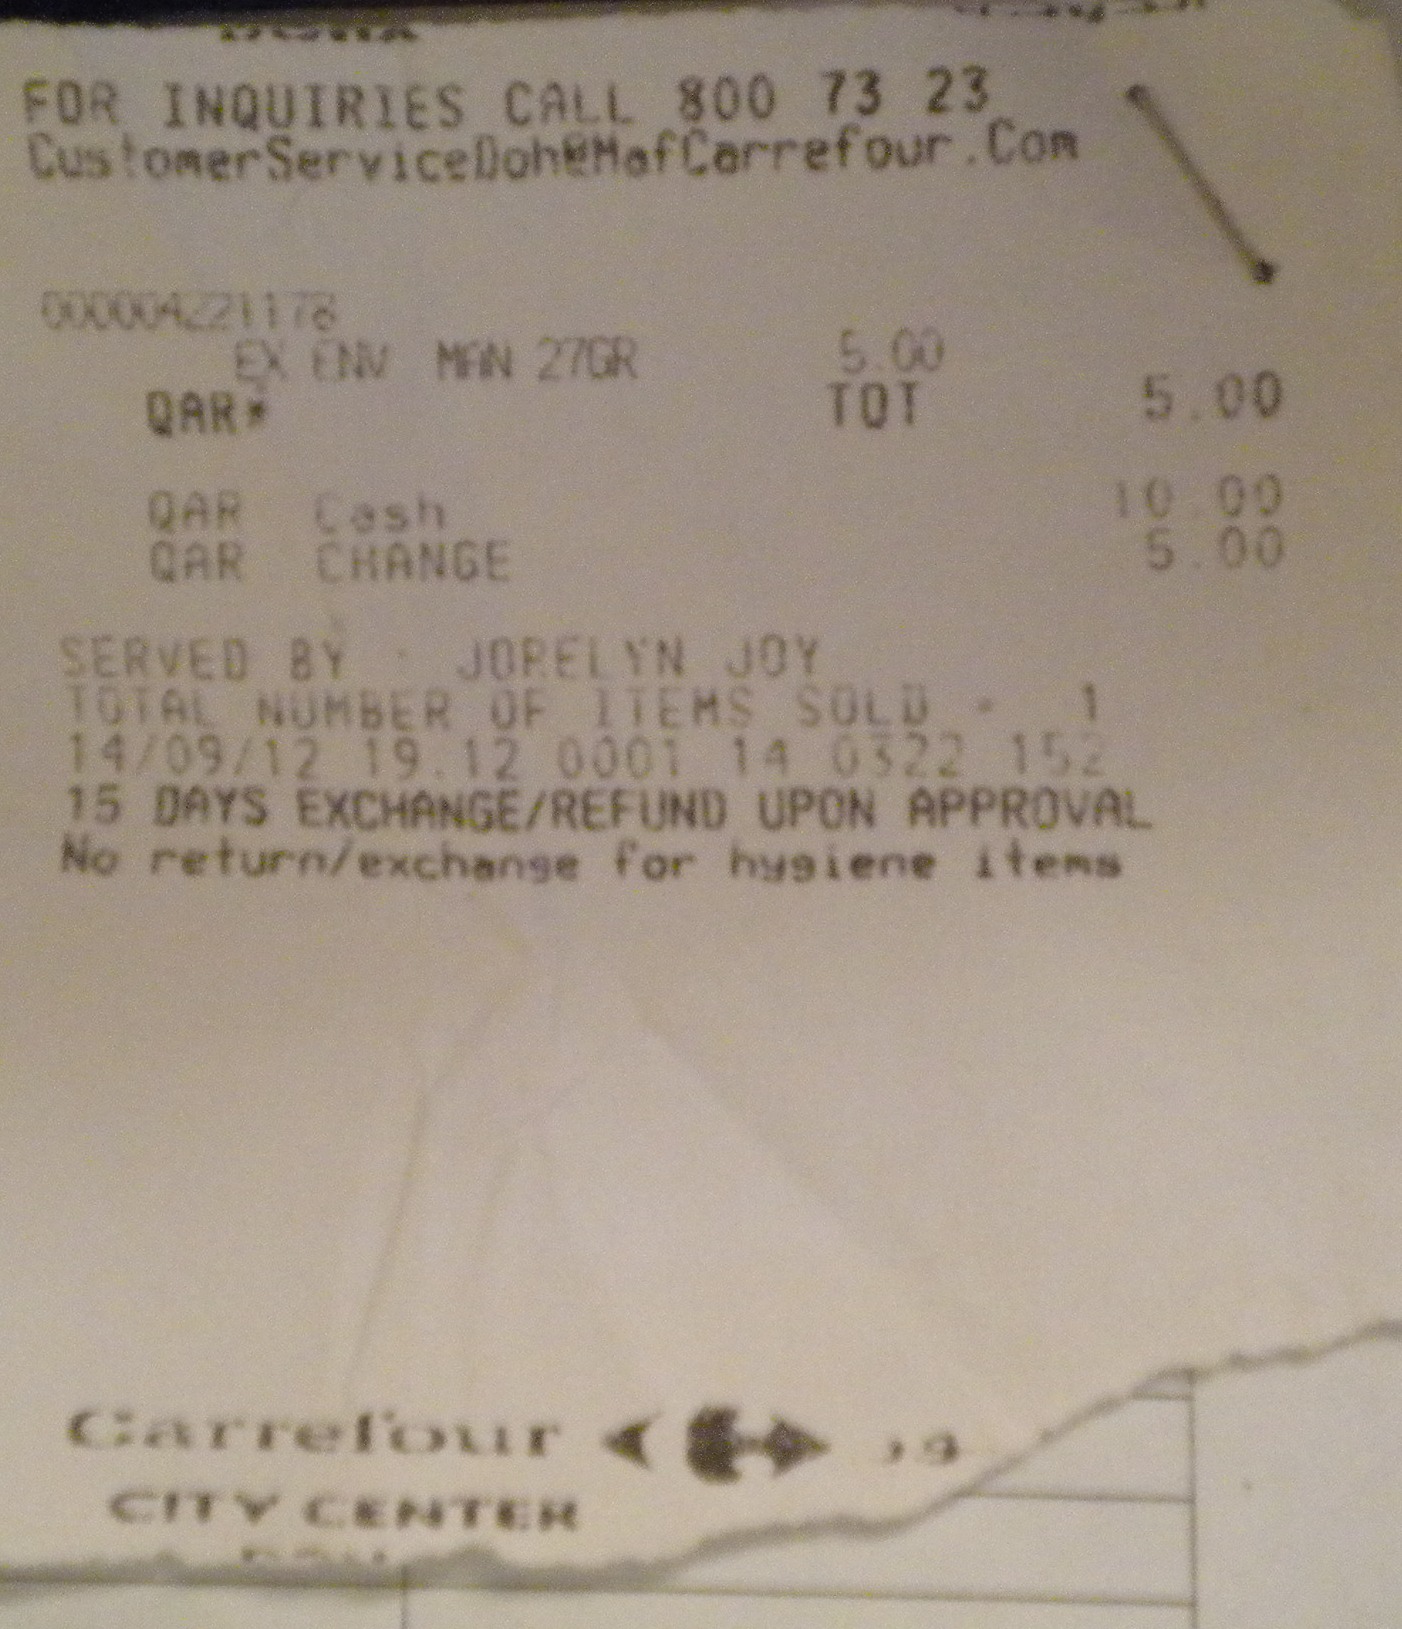 DOHA
FOR INQUIRIES CALL 800 73 23
CustomerServiceDoh@MafCarrefour.Com
000004221178
EX ENV MAN 27GR 5.00
QAR* TOT 5.00
QAR Cash 10.00
QAR CHANGE 5.00
SERVED BY : JORELYN JOY
TOTAL NUMBER OF ITEMS SOLD = 1
14/09/12 19.12 0001 14 0322 152
15 DAYS EXCHANGE/REFUND UPON APPROVAL
No return/exchange for hygiene items
Carrefour
CITY CENTER